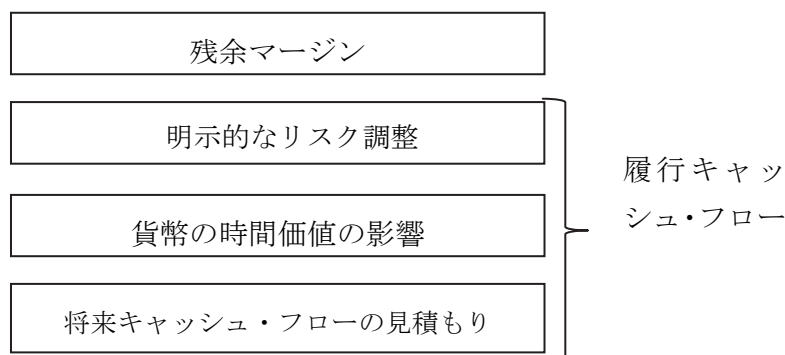 残余マージン
明示的なリスク調整
貨幣の時間価値の影響
将来キャッシュ・フローの見積もり
履行キャッ
シュ・フロー